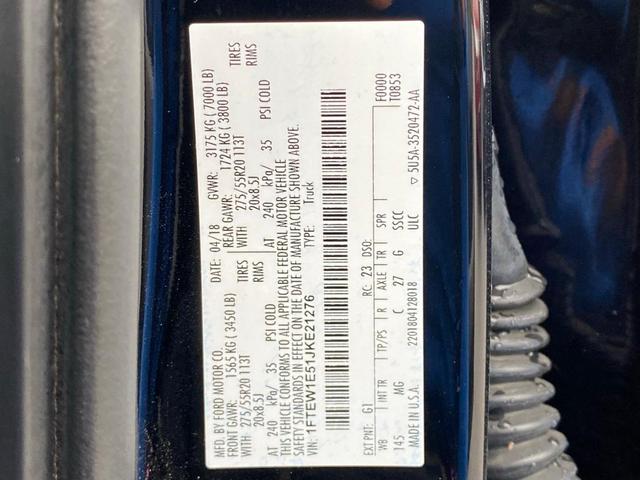 MFD. BY FORD MOTOR CO.
DATE: 04/18 GVWR: 3175 KG ( 7000 LB)
FRONT GAWR: 1565 KG ( 3450 LB) REAR GAWR: 1724 KG ( 3800 LB)
WITH: 275/55R20 113T TIRES WITH: 275/55R20 113T TIRES
20x8.5J RIMS 20x8.5J RIMS
AT 240 kPa/ 35 PSI COLD AT 240 kPa/ 35 PSI COLD
THIS VEHICLE CONFORMS TO ALL APPLICABLE FEDERAL MOTOR VEHICLE
SAFETY STANDARDS IN EFFECT ON THE DATE OF MANUFACTURE SHOWN ABOVE.
VIN: 1FTEW1E51JKE21276 TYPE: Truck
EXT PNT: G1 RC: 23 DSO: F0000
WB INT TR TP/PS R AXLE TR SPR T0853
145 MG C 27 G SSCC
MADE IN U.S.A. 2201804128018 ULC ▽ 5U5A-3520472-AA